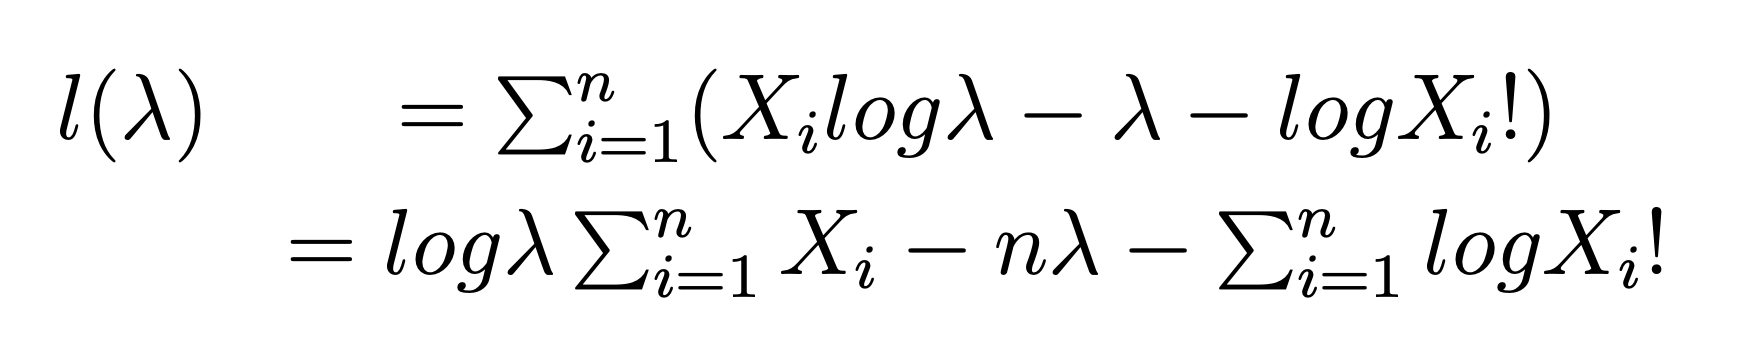 l(λ) = ∑ⁿᵢ₌₁(Xᵢlogλ − λ − logXᵢ!)
= logλ ∑ⁿᵢ₌₁ Xᵢ − nλ − ∑ⁿᵢ₌₁ logXᵢ!